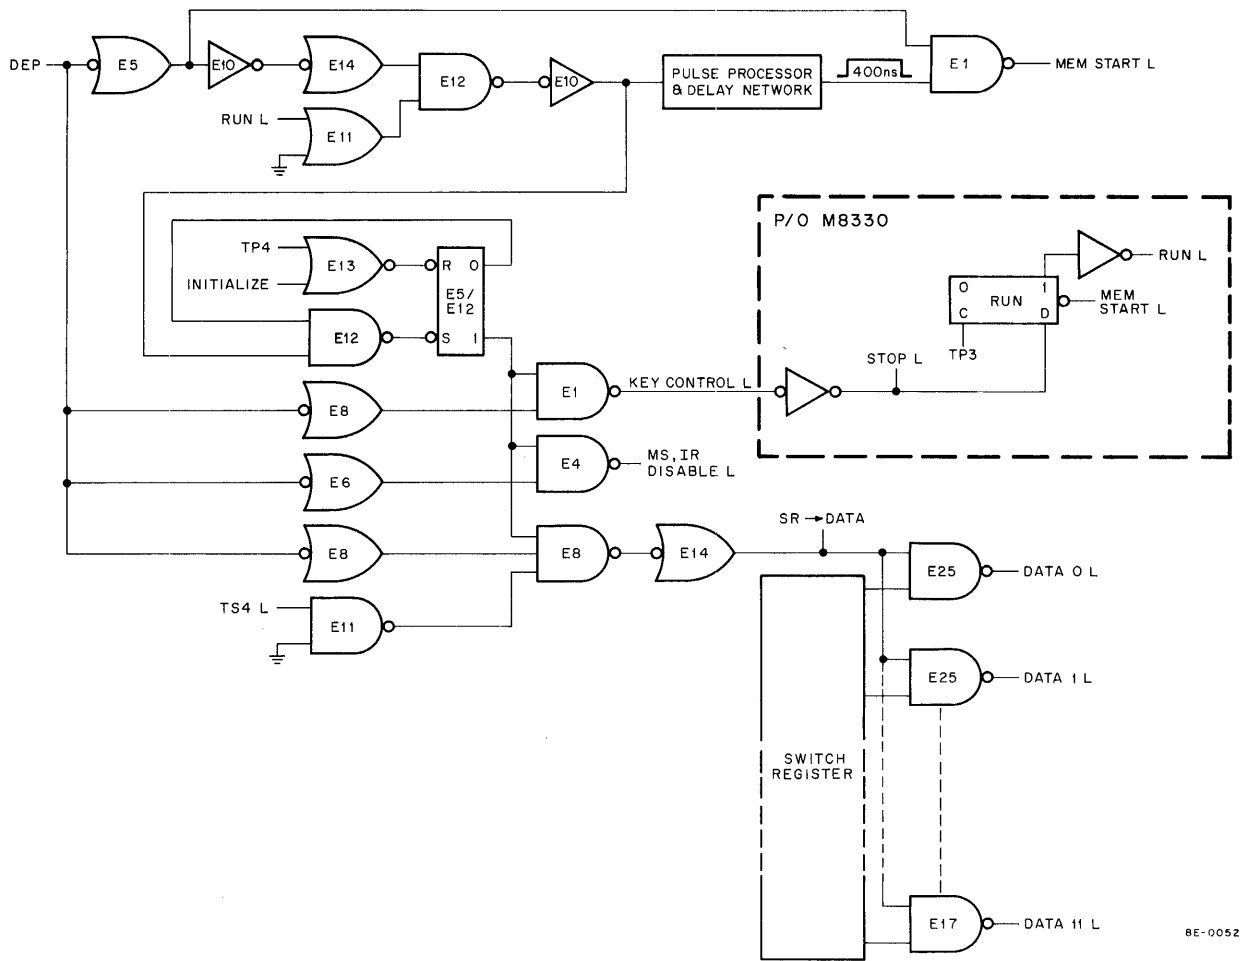 DEP
E5
E10
E14
E12
E10
PULSE PROCESSOR
& DELAY NETWORK
400ns
E1
MEM START L
RUN L
E11
P/O M8330
TP4
INITIALIZE
E13
R 0
E5/
E12
S 1
E12
RUN L
0 1
RUN
C D
MEM
START L
TP3
STOP L
E8
E1
KEY CONTROL L
E6
E4
MS, IR
DISABLE L
E8
E8
E14
SR → DATA
TS4 L
E11
E25
DATA 0 L
E25
DATA 1 L
SWITCH
REGISTER
E17
DATA 11 L
8E-0052